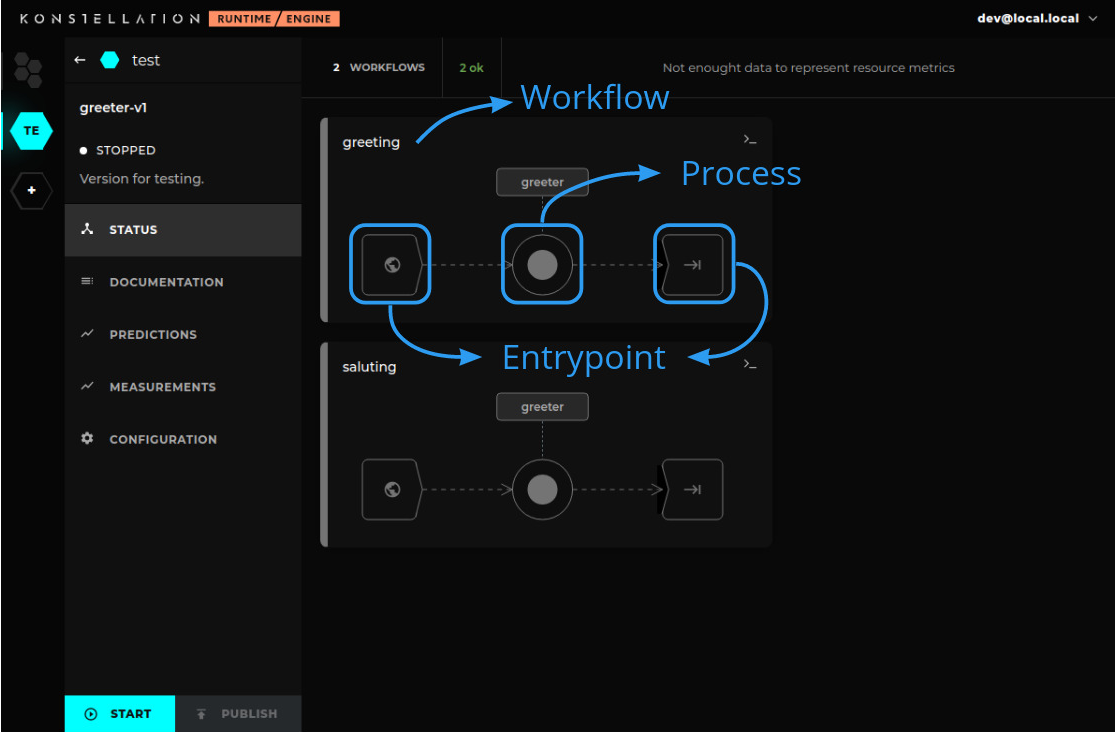 KONSTELLATION RUNTIME/ENGINE
dev@local.local
test
TE
+
greeter-v1
STOPPED
Version for testing.
STATUS
DOCUMENTATION
PREDICTIONS
MEASUREMENTS
CONFIGURATION
START
PUBLISH
2 WORKFLOWS
2 ok
Not enought data to represent resource metrics
Workflow
greeting
>_
greeter
Process
Entrypoint
saluting
>_
greeter